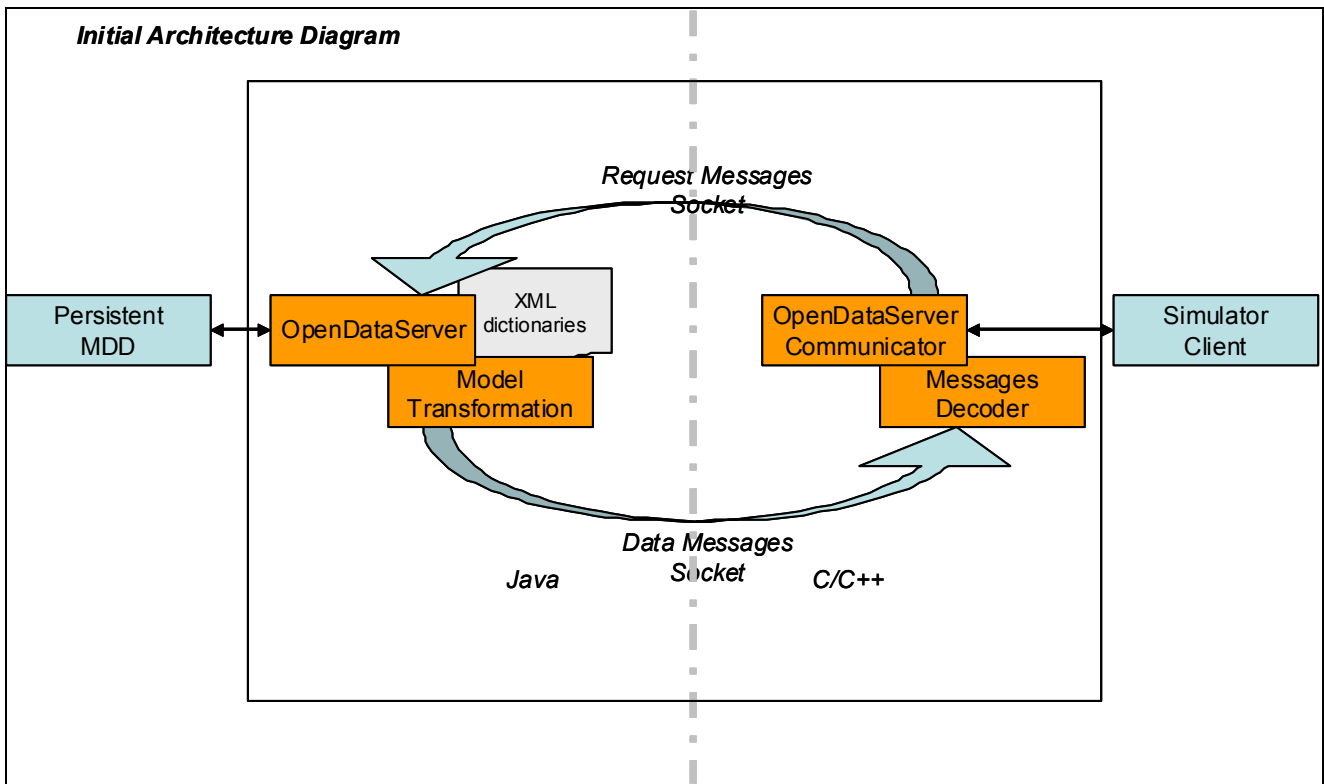 Initial Architecture Diagram
Request Messages
Socket
XML
dictionaries
Persistent
MDD
OpenDataServer
OpenDataServer
Communicator
Simulator
Client
Model
Transformation
Messages
Decoder
Data Messages
Socket
Java
C/C++